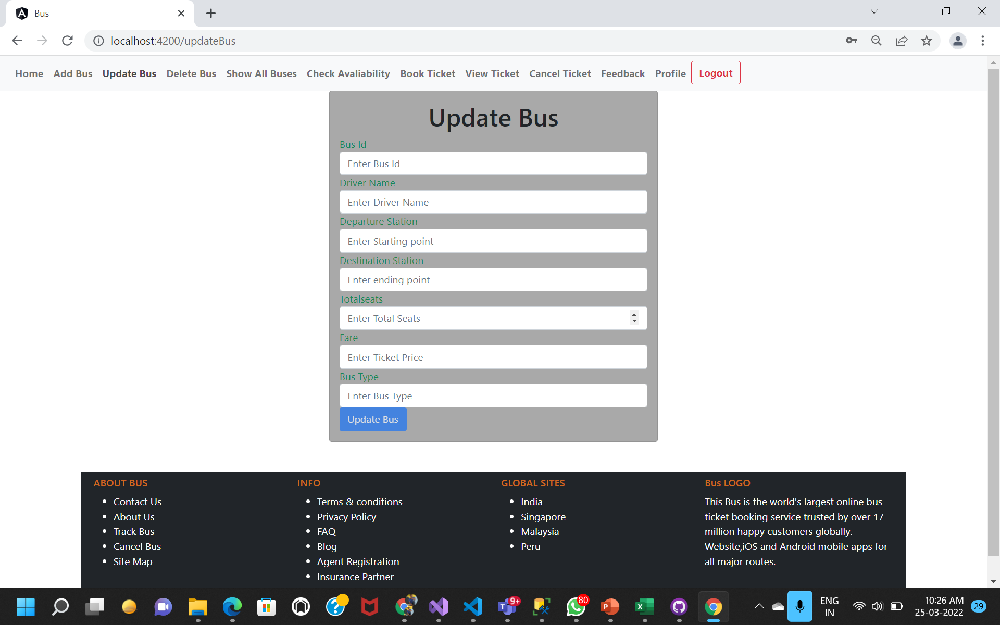 Bus
localhost:4200/updateBus
Home Add Bus Update Bus Delete Bus Show All Buses Check Avaliability Book Ticket View Ticket Cancel Ticket Feedback Profile Logout
Update Bus
Bus Id
Enter Bus Id
Driver Name
Enter Driver Name
Departure Station
Enter Starting point
Destination Station
Enter ending point
Totalseats
Enter Total Seats
Fare
Enter Ticket Price
Bus Type
Enter Bus Type
Update Bus
ABOUT BUS
Contact Us
About Us
Track Bus
Cancel Bus
Site Map
INFO
Terms & conditions
Privacy Policy
FAQ
Blog
Agent Registration
Insurance Partner
GLOBAL SITES
India
Singapore
Malaysia
Peru
Bus LOGO
This Bus is the world's largest online bus
ticket booking service trusted by over 17
million happy customers globally.
Website,iOS and Android mobile apps for
all major routes.
9+
80
ENG
IN
10:26 AM
25-03-2022
29